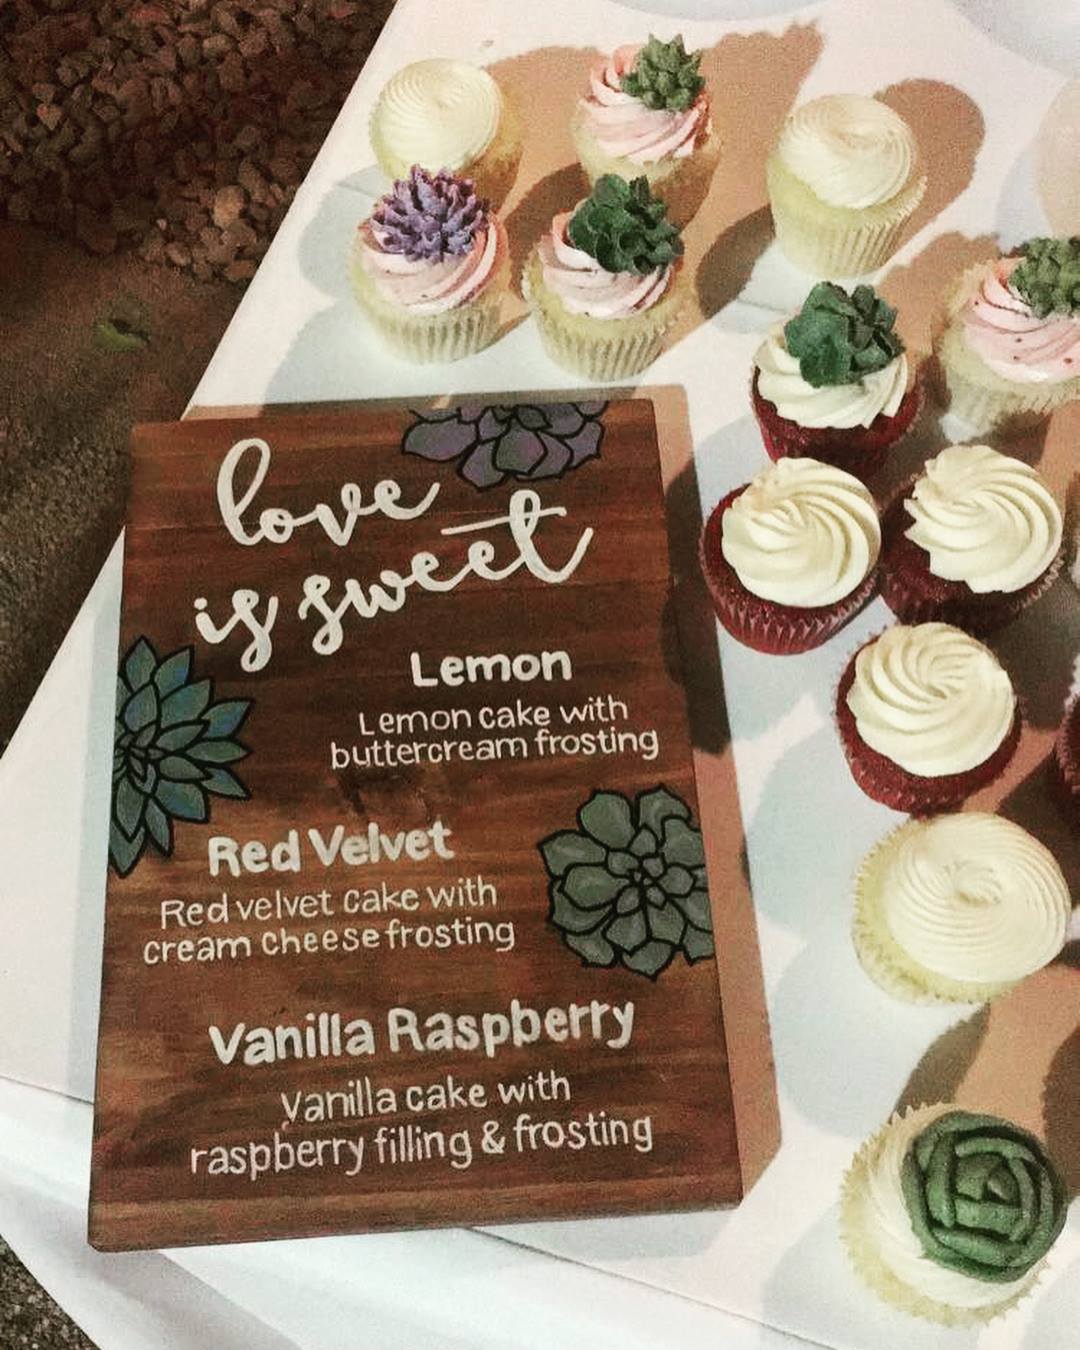 love
is sweet
Lemon
Lemon cake with
buttercream frosting
Red Velvet
Red velvet cake with
cream cheese frosting
Vanilla Raspberry
Vanilla cake with
raspberry filling & frosting